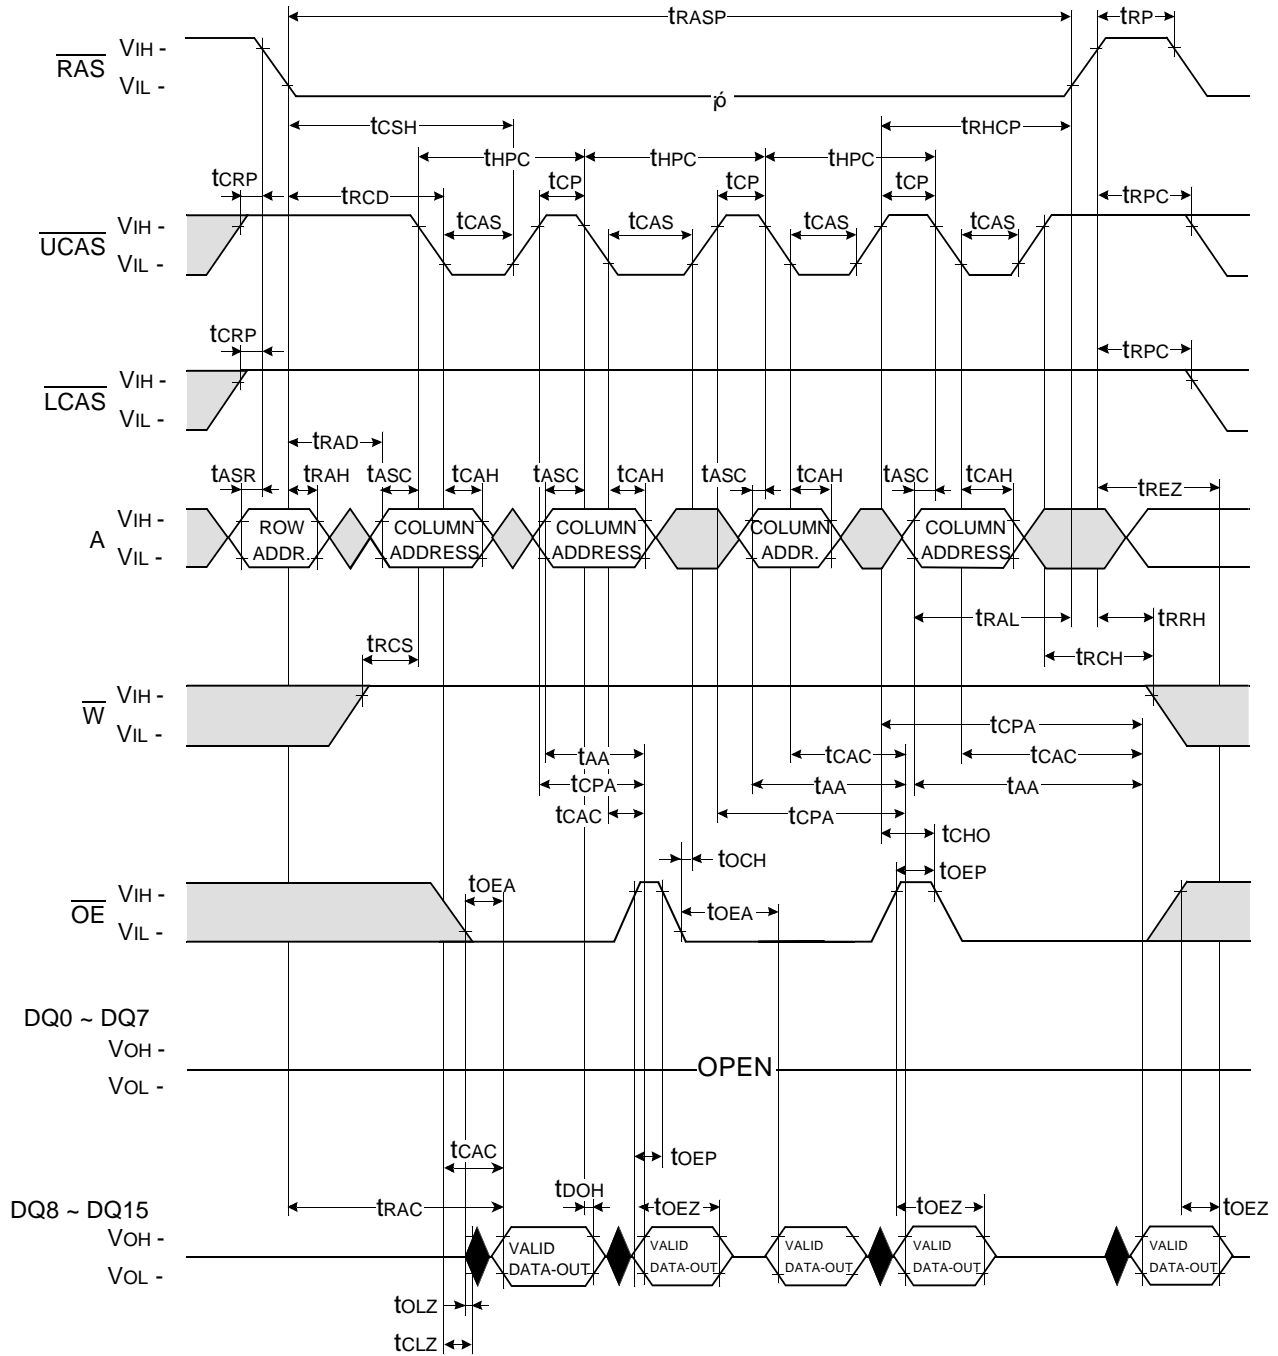 tRASP
tRP
RAS
VIH -
VIL -
¡ó
tCSH
tRHCP
tHPC
tHPC
tHPC
tCRP
tRCD
tCP
tCP
tCP
tRPC
UCAS
VIH -
VIL -
tCAS
tCAS
tCAS
tCAS
tCRP
tRPC
LCAS
VIH -
VIL -
tRAD
tASR
tRAH
tASC
tCAH
tASC
tCAH
tASC
tCAH
tASC
tCAH
tREZ
A
VIH -
VIL -
ROW
ADDR.
COLUMN
ADDRESS
COLUMN
ADDRESS
COLUMN
ADDR.
COLUMN
ADDRESS
tRAL
tRRH
tRCS
tRCH
W
VIH -
VIL -
tCPA
tAA
tCAC
tCAC
tCPA
tAA
tAA
tCAC
tCPA
tCHO
tOCH
tOEP
OE
VIH -
VIL -
tOEA
tOEA
DQ0 ~ DQ7
VOH -
VOL -
OPEN
tCAC
tOEP
tDOH
tRAC
tOEZ
tOEZ
tOEZ
DQ8 ~ DQ15
VOH -
VOL -
VALID
DATA-OUT
VALID
DATA-OUT
VALID
DATA-OUT
VALID
DATA-OUT
VALID
DATA-OUT
tOLZ
tCLZ